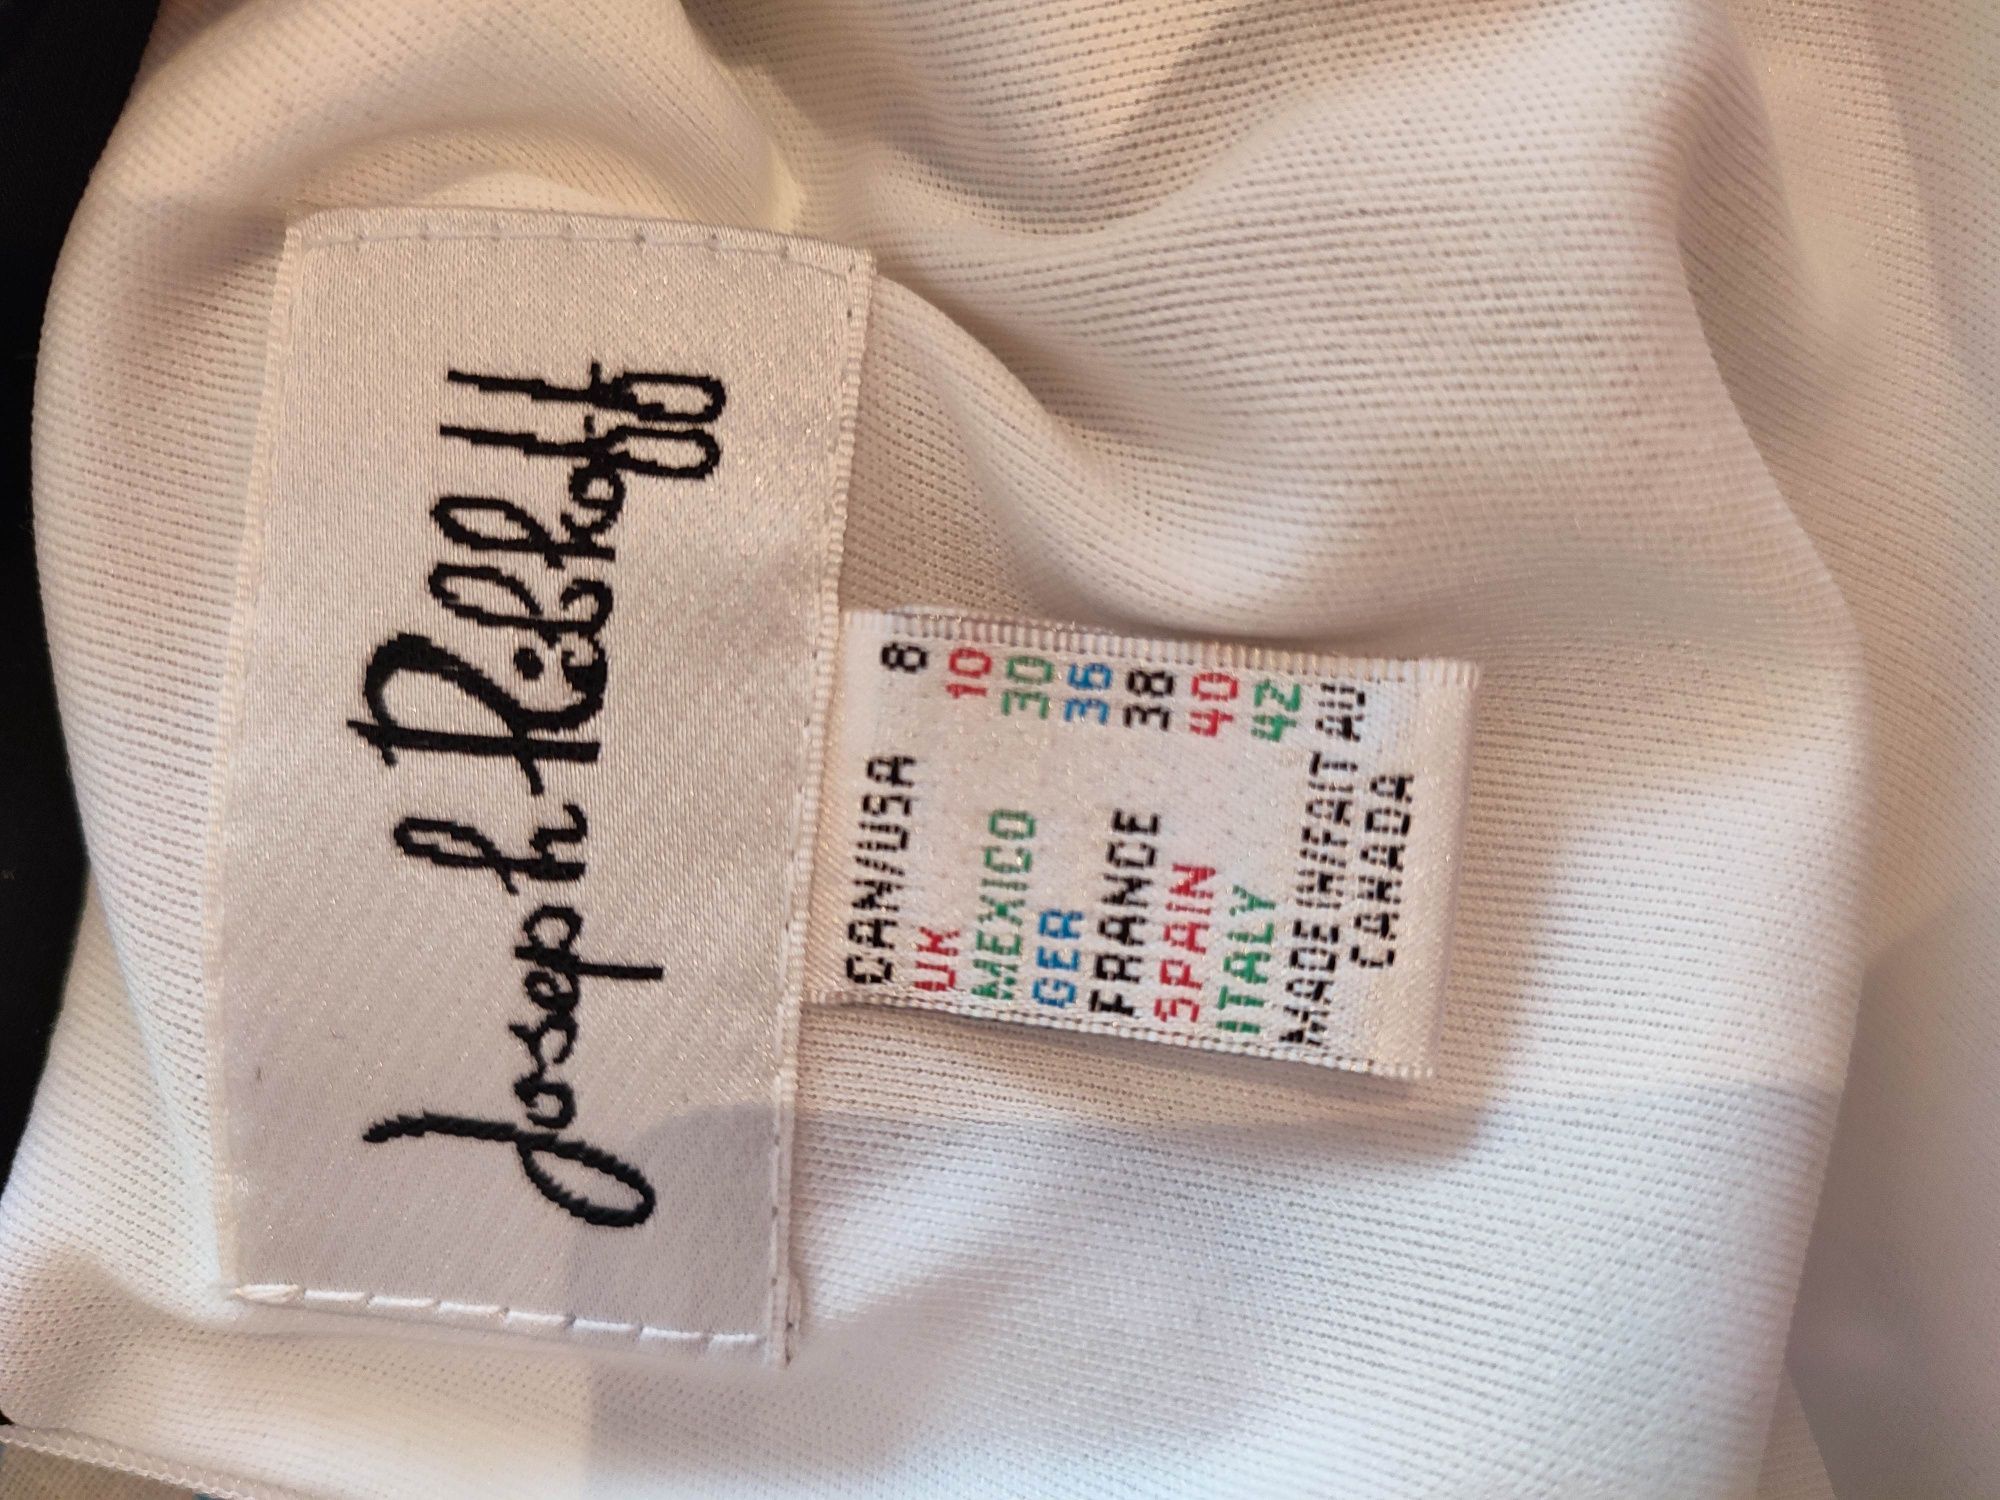 Joseph Ribkoff
CAN/USA 8
UK 10
MEXICO 30
GER 36
FRANCE 38
SPAIN 40
ITALY 42
MADE IN/FAIT AU
CANADA